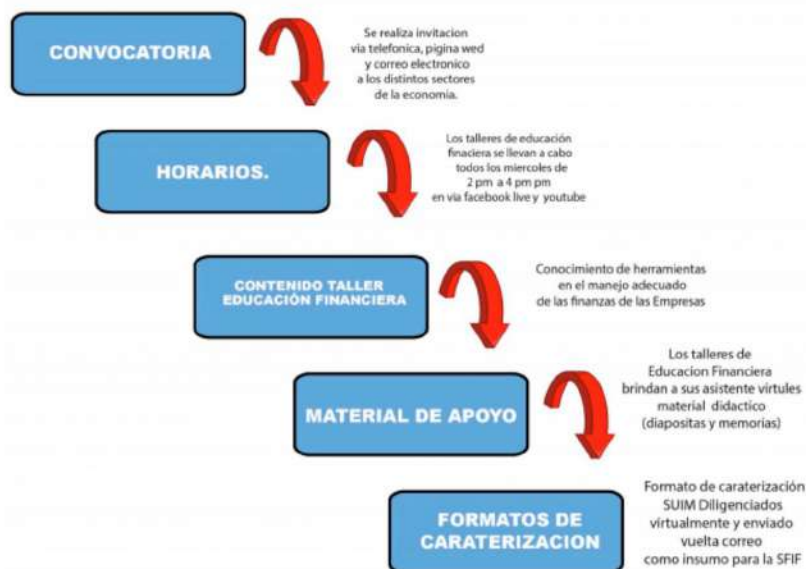 CONVOCATORIA
Se realiza invitacion
via telefonica, pigina wed
y correo electronico
a los distintos sectores
de la economía.
HORARIOS.
Los talleres de educación
finaciera se llevan a cabo
todos los miercoles de
2 pm a 4 pm pm
en via facebook live y youtube
CONTENIDO TALLER
EDUCACIÓN FINANCIERA
Conocimiento de herramientas
en el manejo adecuado
de las finanzas de las Empresas
MATERIAL DE APOYO
Los talleres de
Educacion Financiera
brindan a sus asistente virtules
material didactico
(diapositas y memorias)
FORMATOS DE
CARATERIZACION
Formato de caraterización
SUIM Diligenciados
virtualmente y enviado
vuelta correo
como insumo para la SFIF